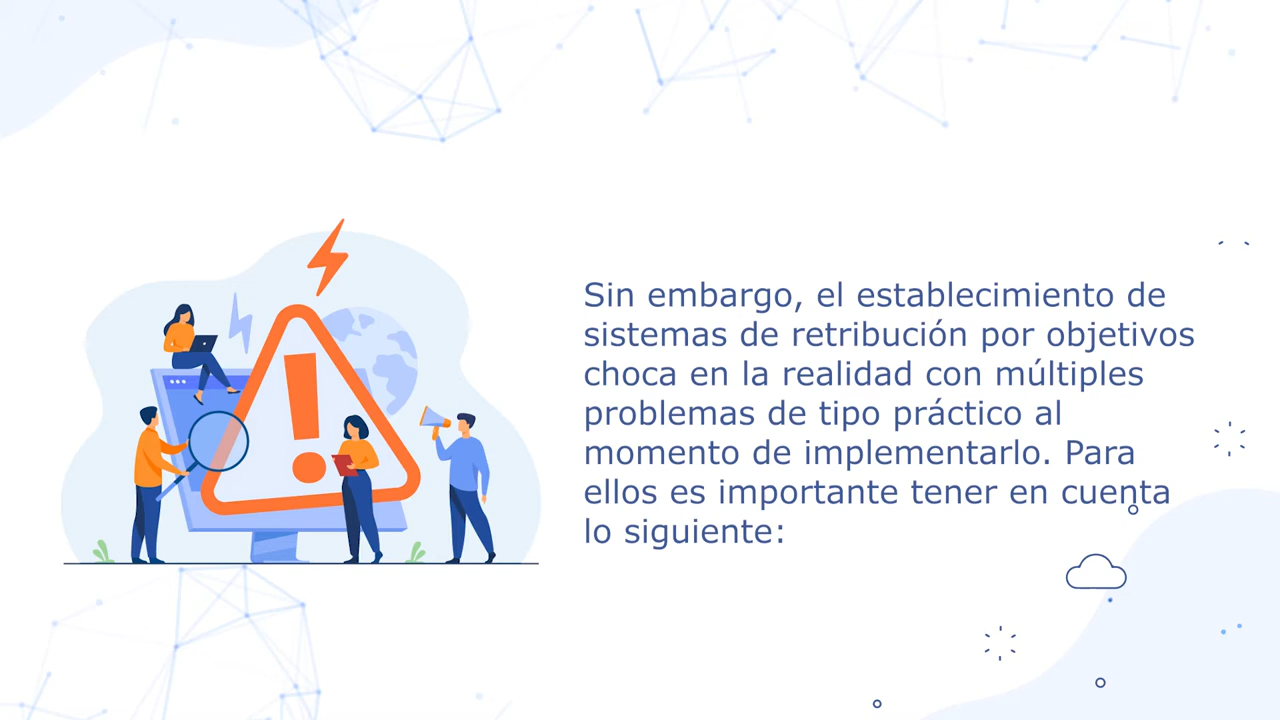 Sin embargo, el establecimiento de
sistemas de retribución por objetivos
choca en la realidad con múltiples
problemas de tipo práctico al
momento de implementarlo. Para
ellos es importante tener en cuenta
lo siguiente: